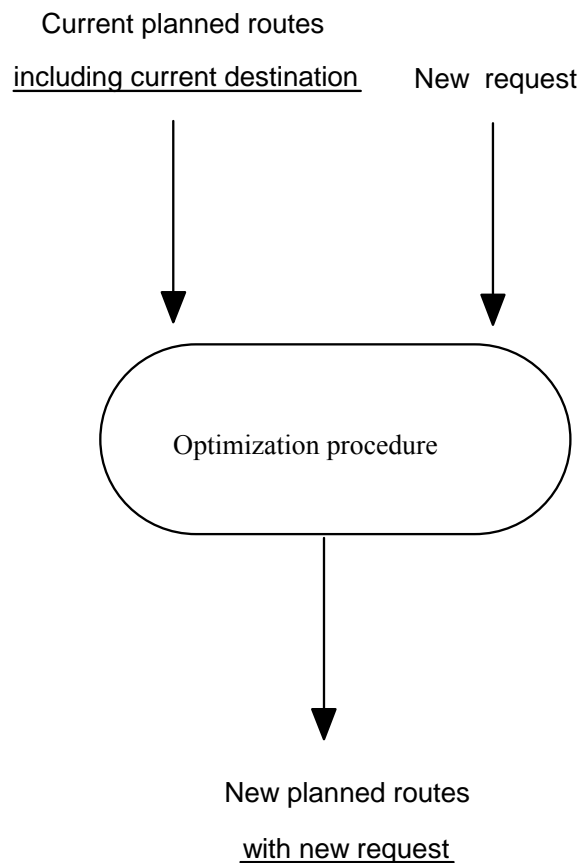 Current planned routes
including current destination
New request
Optimization procedure
New planned routes
with new request